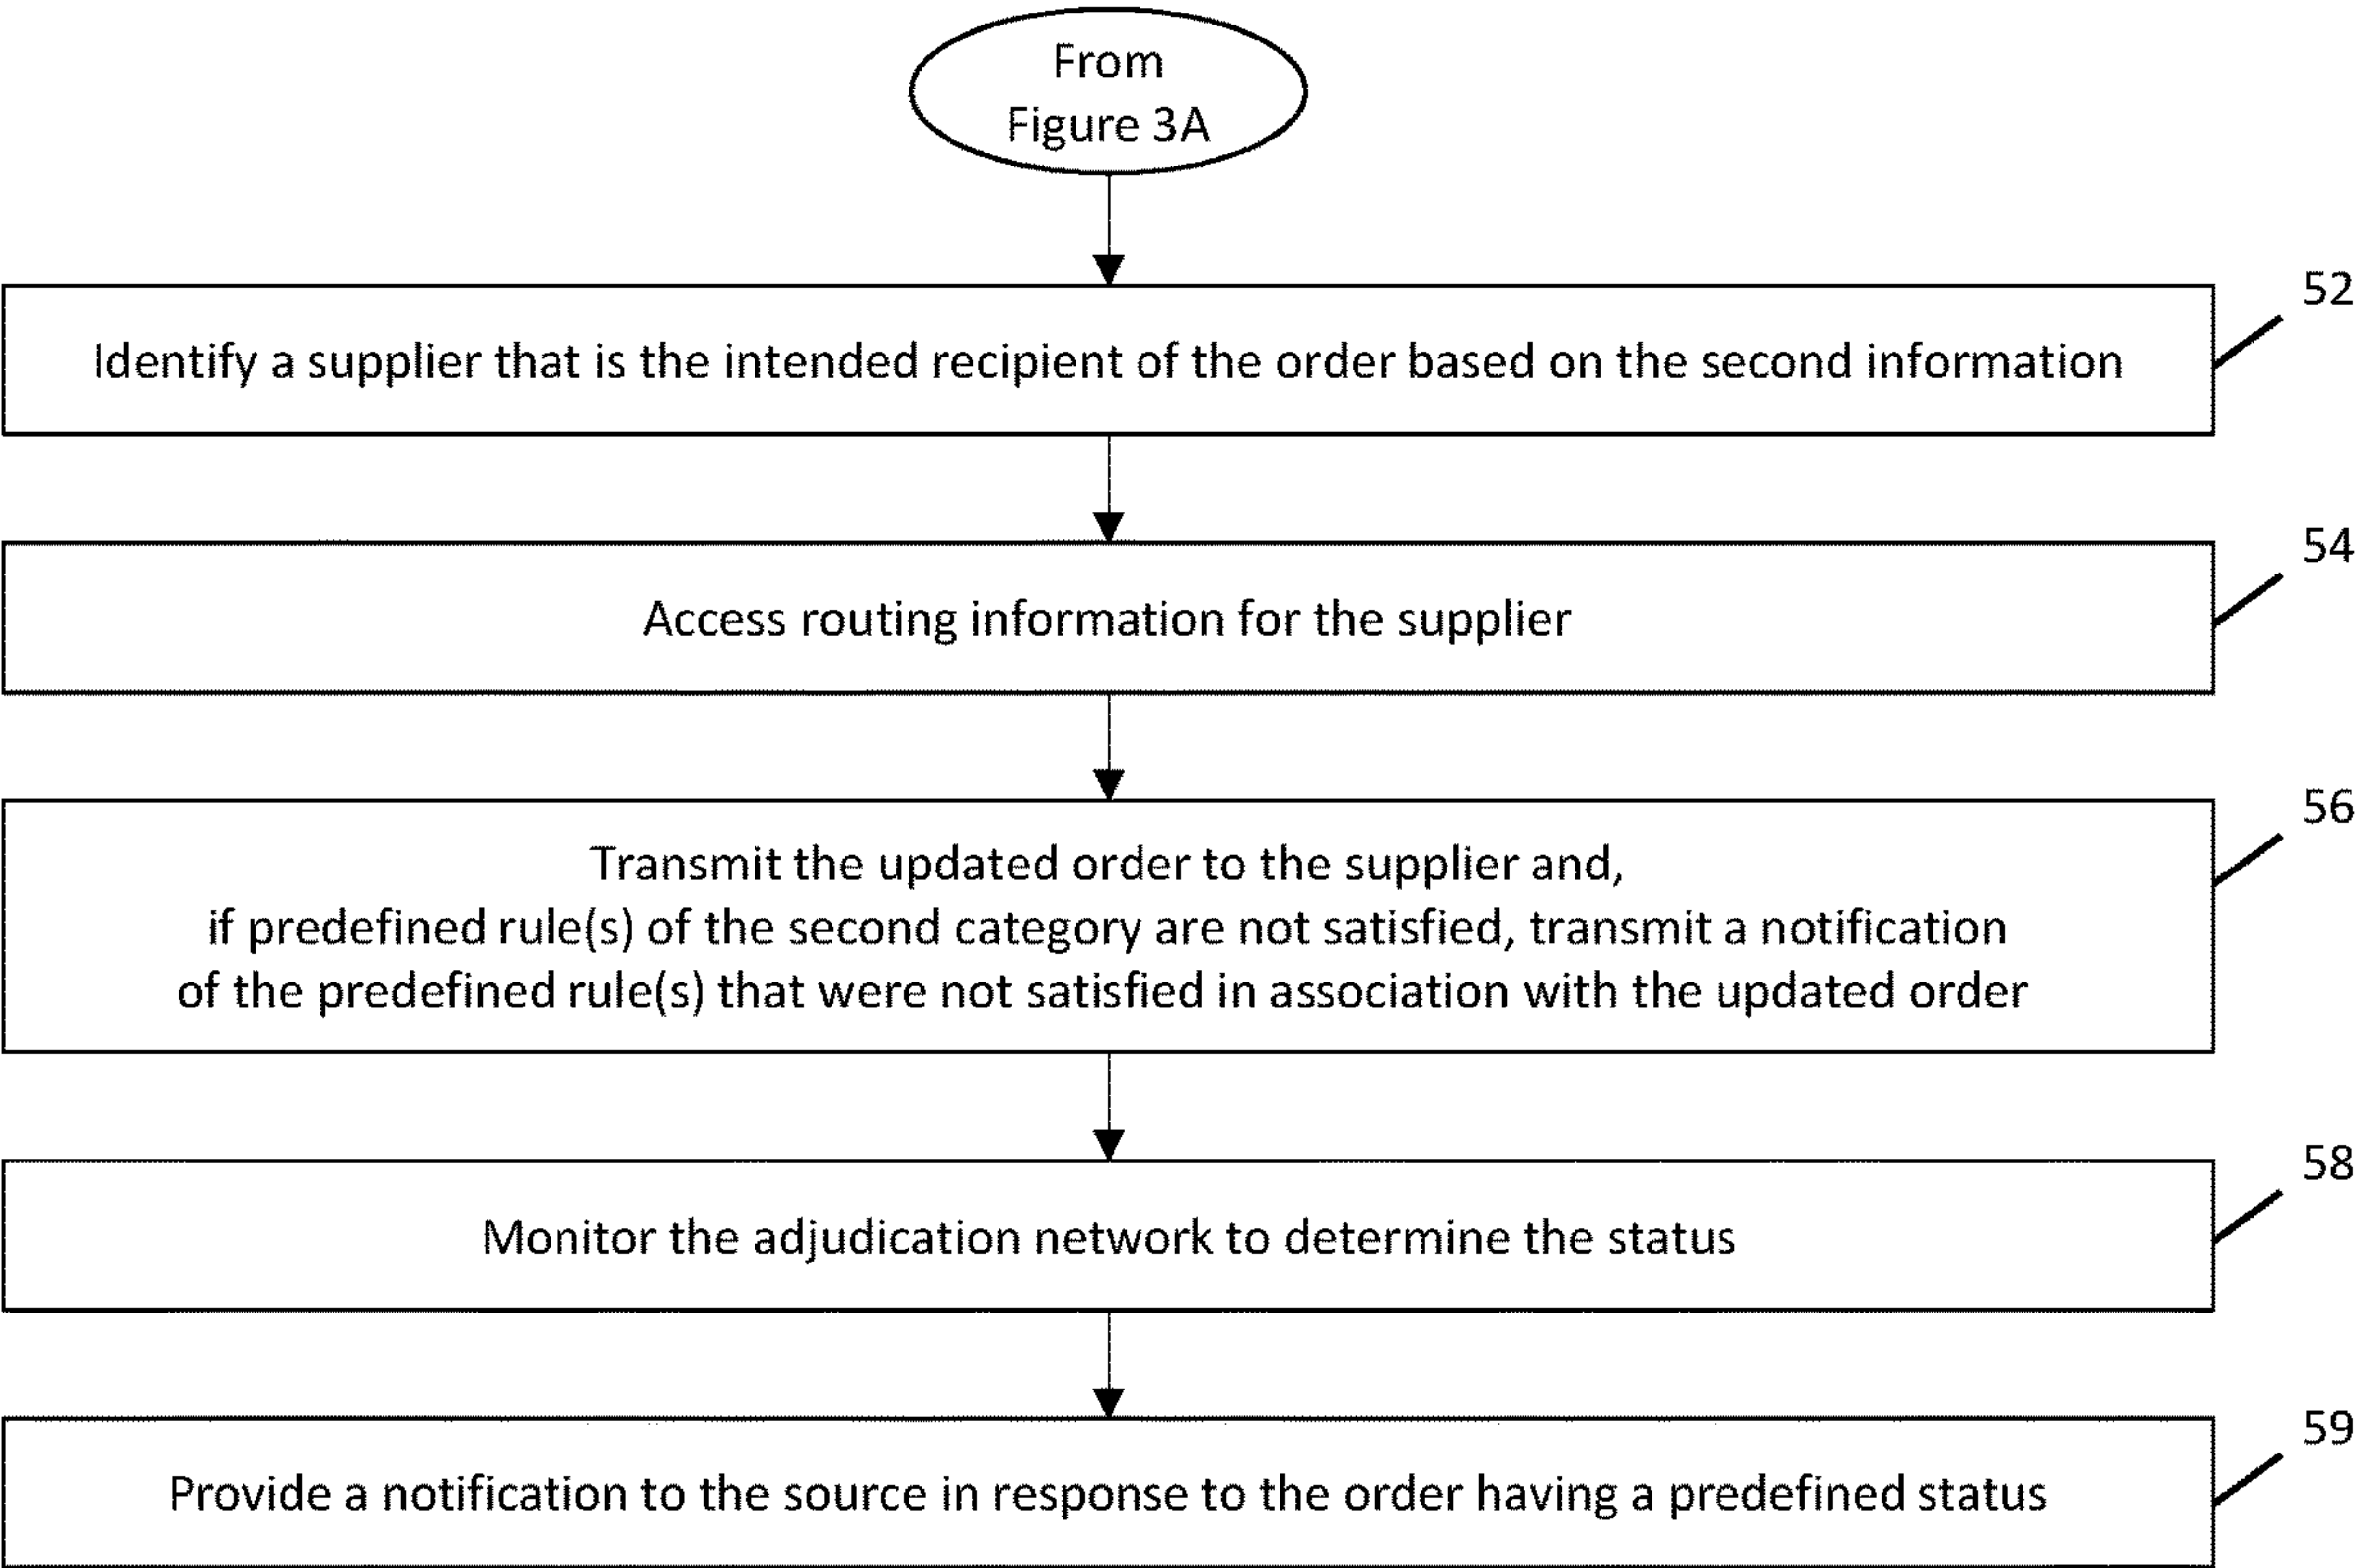 From
Figure 3A
52
Identify a supplier that is the intended recipient of the order based on the second information
54
Access routing information for the supplier
56
Transmit the updated order to the supplier and,
if predefined rule(s) of the second category are not satisfied, transmit a notification
of the predefined rule(s) that were not satisfied in association with the updated order
58
Monitor the adjudication network to determine the status
59
Provide a notification to the source in response to the order having a predefined status